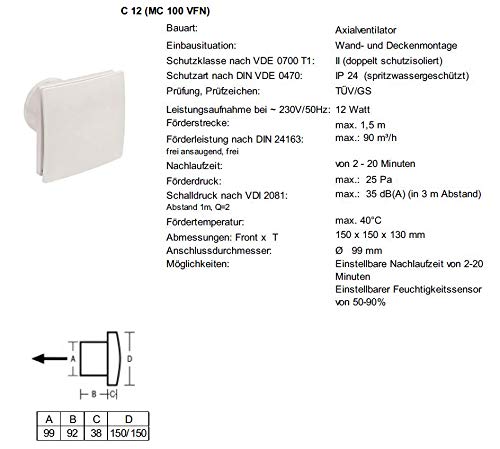 C 12 (MC 100 VFN)
Bauart: Axialventilator
Einbausituation: Wand- und Deckenmontage
Schutzklasse nach VDE 0700 T1: II (doppelt schutzisoliert)
Schutzart nach DIN VDE 0470: IP 24 (spritzwassergeschützt)
Prüfung, Prüfzeichen: TÜV/GS
Leistungsaufnahme bei ~ 230V/50Hz: 12 Watt
Förderstrecke: max. 1,5 m
Förderleistung nach DIN 24163: max.: 90 m³/h
frei ansaugend, frei
Nachlaufzeit: von 2 - 20 Minuten
Förderdruck: max.: 25 Pa
Schalldruck nach VDI 2081: max.: 35 dB(A) (in 3 m Abstand)
Abstand 1m, Q=2
Fördertemperatur: max. 40°C
Abmessungen: Front x T 150 x 150 x 130 mm
Anschlussdurchmesser: Ø 99 mm
Möglichkeiten: Einstellbare Nachlaufzeit von 2-20
Minuten
Einstellbarer Feuchtigkeitssensor
von 50-90%
A D
B C
A B C D
99 92 38 150/150